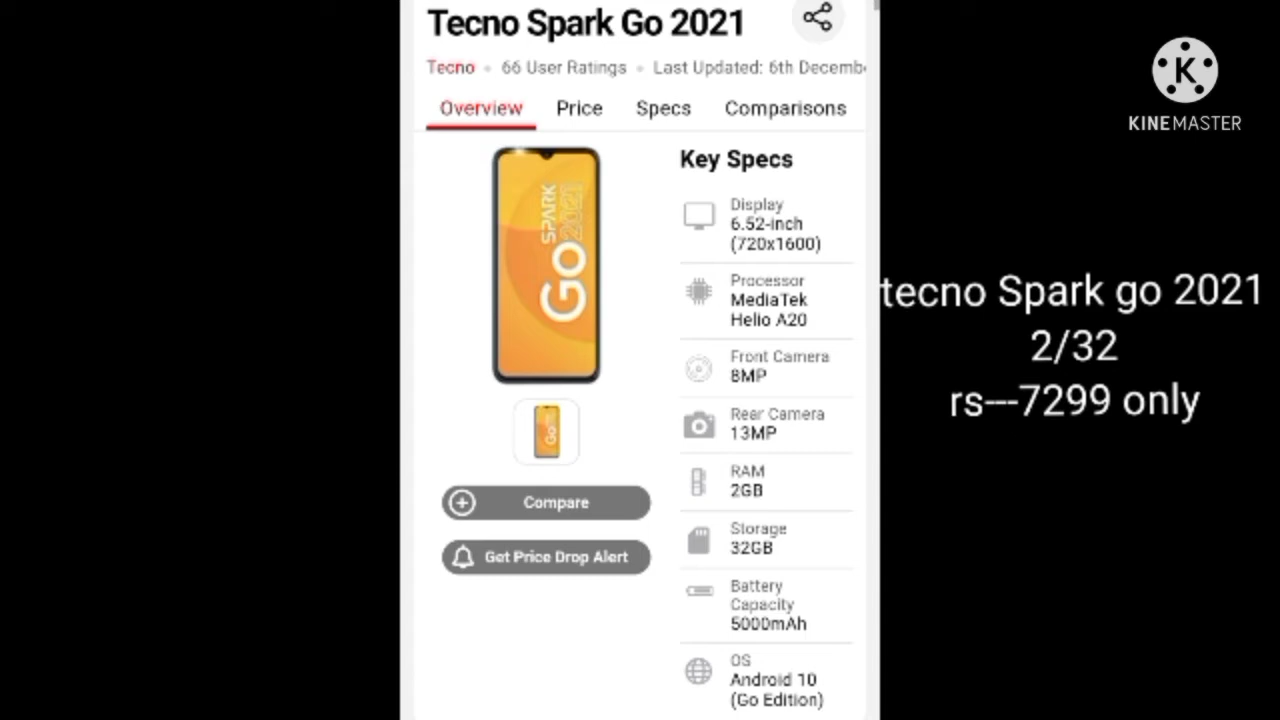 Tecno Spark Go 2021
Tecno • 66 User Ratings • Last Updated: 6th Decemb
Overview Price Specs Comparisons
SPARK
Go 2021
Go
Compare
Get Price Drop Alert
Key Specs
Display
6.52-inch
(720x1600)
Processor
MediaTek
Helio A20
Front Camera
8MP
Rear Camera
13MP
RAM
2GB
Storage
32GB
Battery
Capacity
5000mAh
OS
Android 10
(Go Edition)
K
KINEMASTER
tecno Spark go 2021
2/32
rs---7299 only